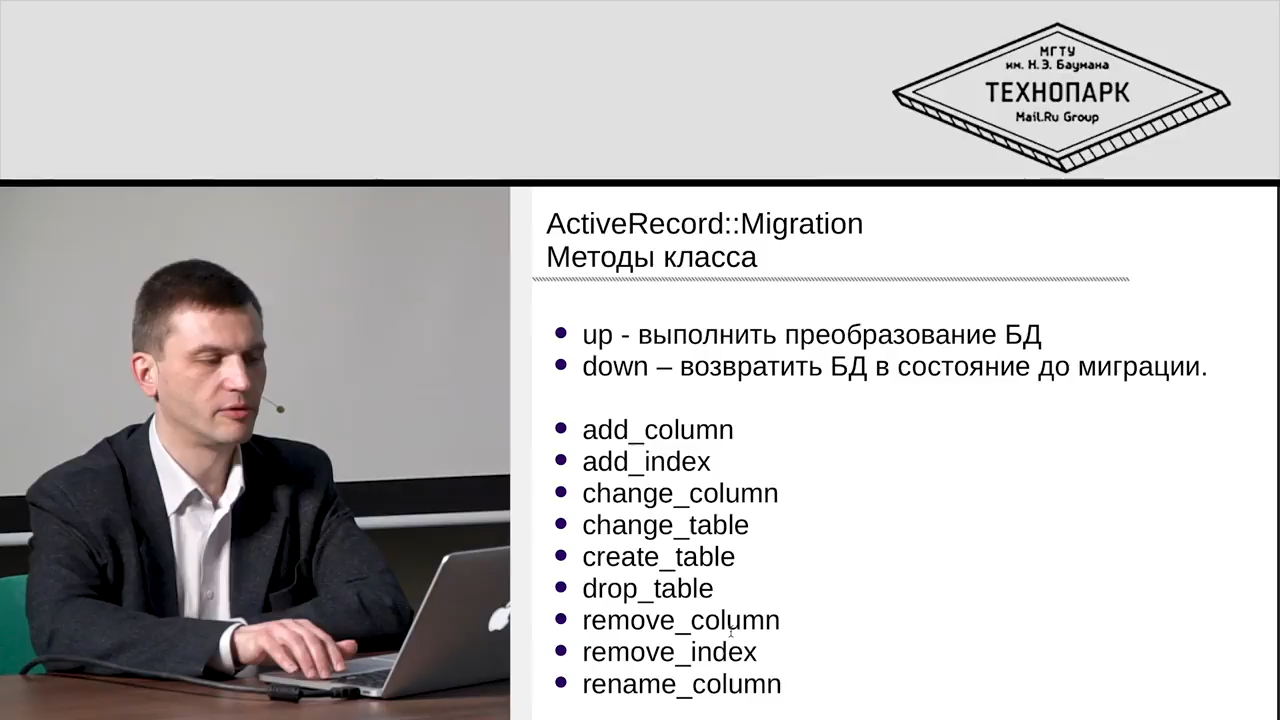 МГТУ
им. Н.Э. Баумана
ТЕХНОПАРК
Mail.Ru Group
ActiveRecord::Migration
Методы класса
up - выполнить преобразование БД
down – возвратить БД в состояние до миграции.
add_column
add_index
change_column
change_table
create_table
drop_table
remove_column
remove_index
rename_column